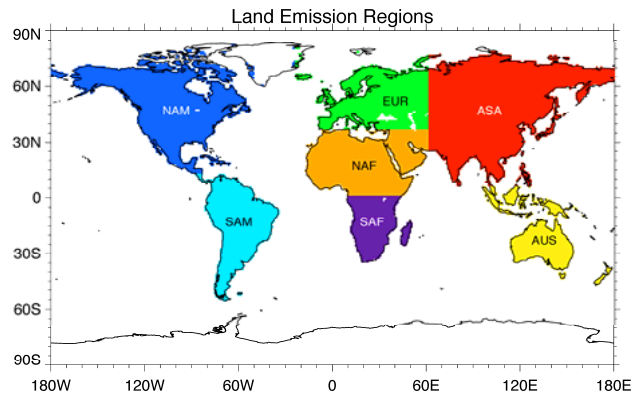 Land Emission Regions
90N
60N
30N
0
30S
60S
90S
NAM
EUR
ASA
NAF
SAM
SAF
AUS
180W 120W 60W 0 60E 120E 180E